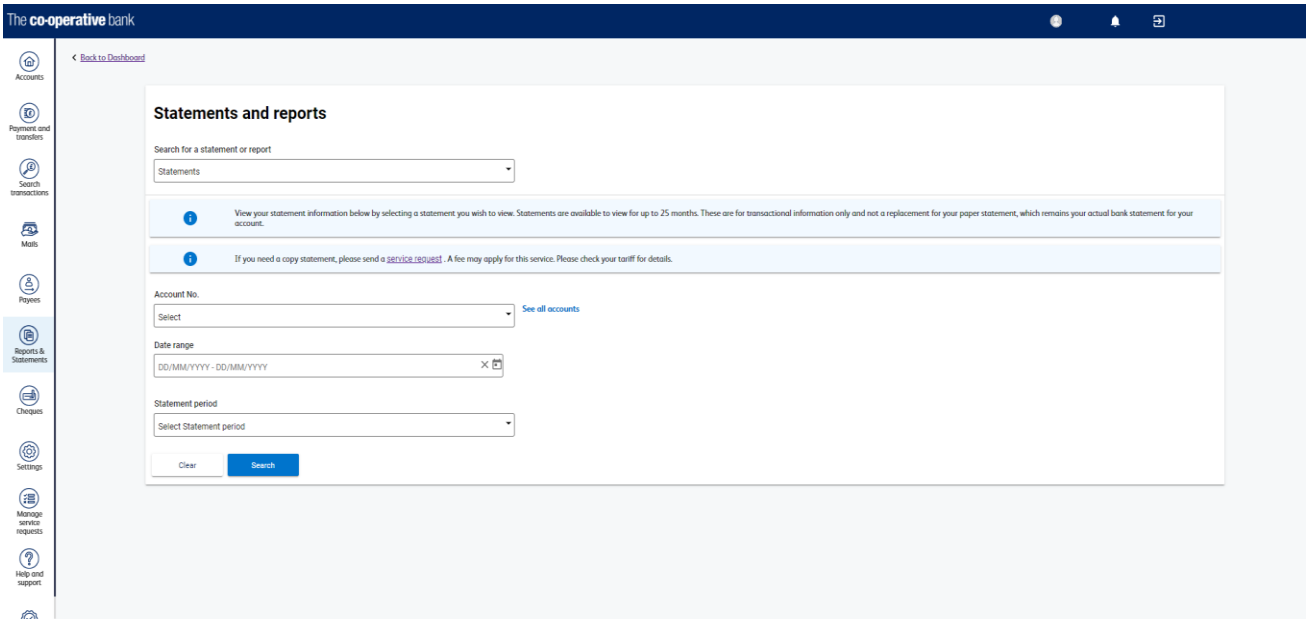 The co-operative bank
Back to Dashboard
Accounts
Payment and
transfers
Search
transactions
Mails
Payees
Reports &
Statements
Cheques
Settings
Manage
service
requests
Help and
support
Statements and reports
Search for a statement or report
Statements
View your statement information below by selecting a statement you wish to view. Statements are available to view for up to 25 months. These are for transactional information only and not a replacement for your paper statement, which remains your actual bank statement for your
account.
If you need a copy statement, please send a service request . A fee may apply for this service. Please check your tariff for details.
Account No.
Select
See all accounts
Date range
DD/MM/YYYY - DD/MM/YYYY
Statement period
Select Statement period
Clear
Search